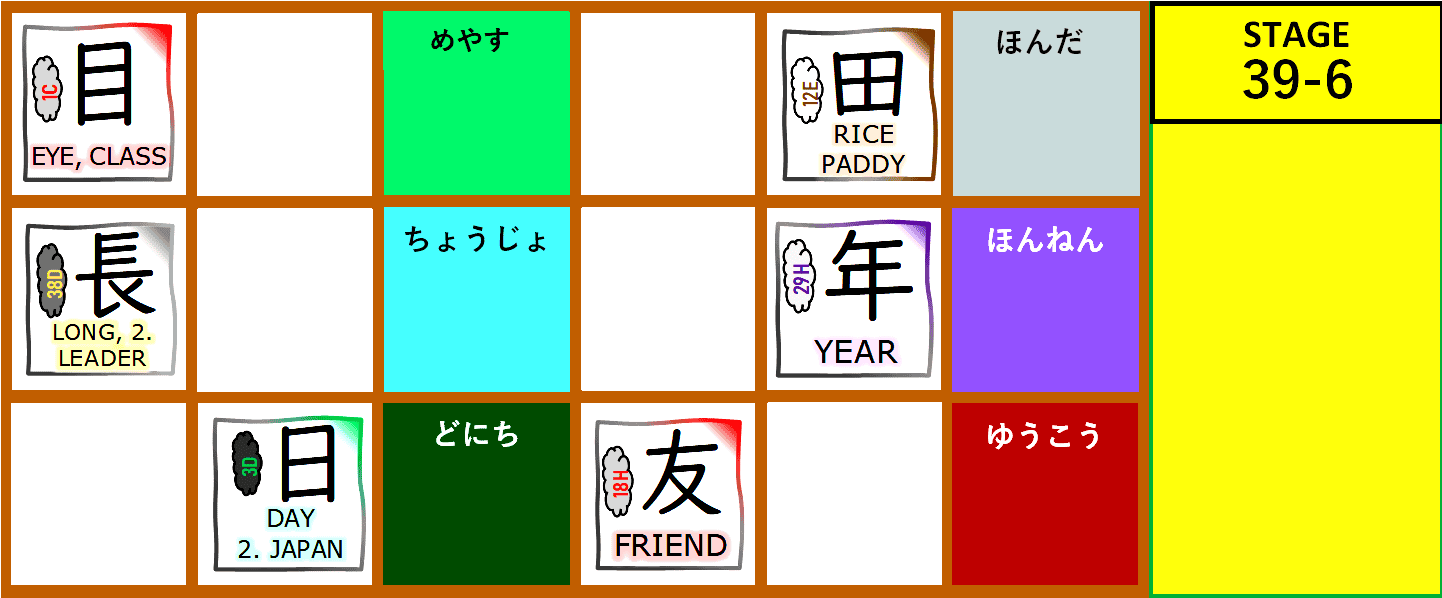 1C
目
EYE, CLASS
めやす
12E
田
RICE
PADDY
ほんだ
STAGE
39-6
38D
長
LONG, 2.
LEADER
ちょうじょ
29H
年
YEAR
ほんねん
3D
日
DAY
2. JAPAN
どにち
18H
友
FRIEND
ゆうこう